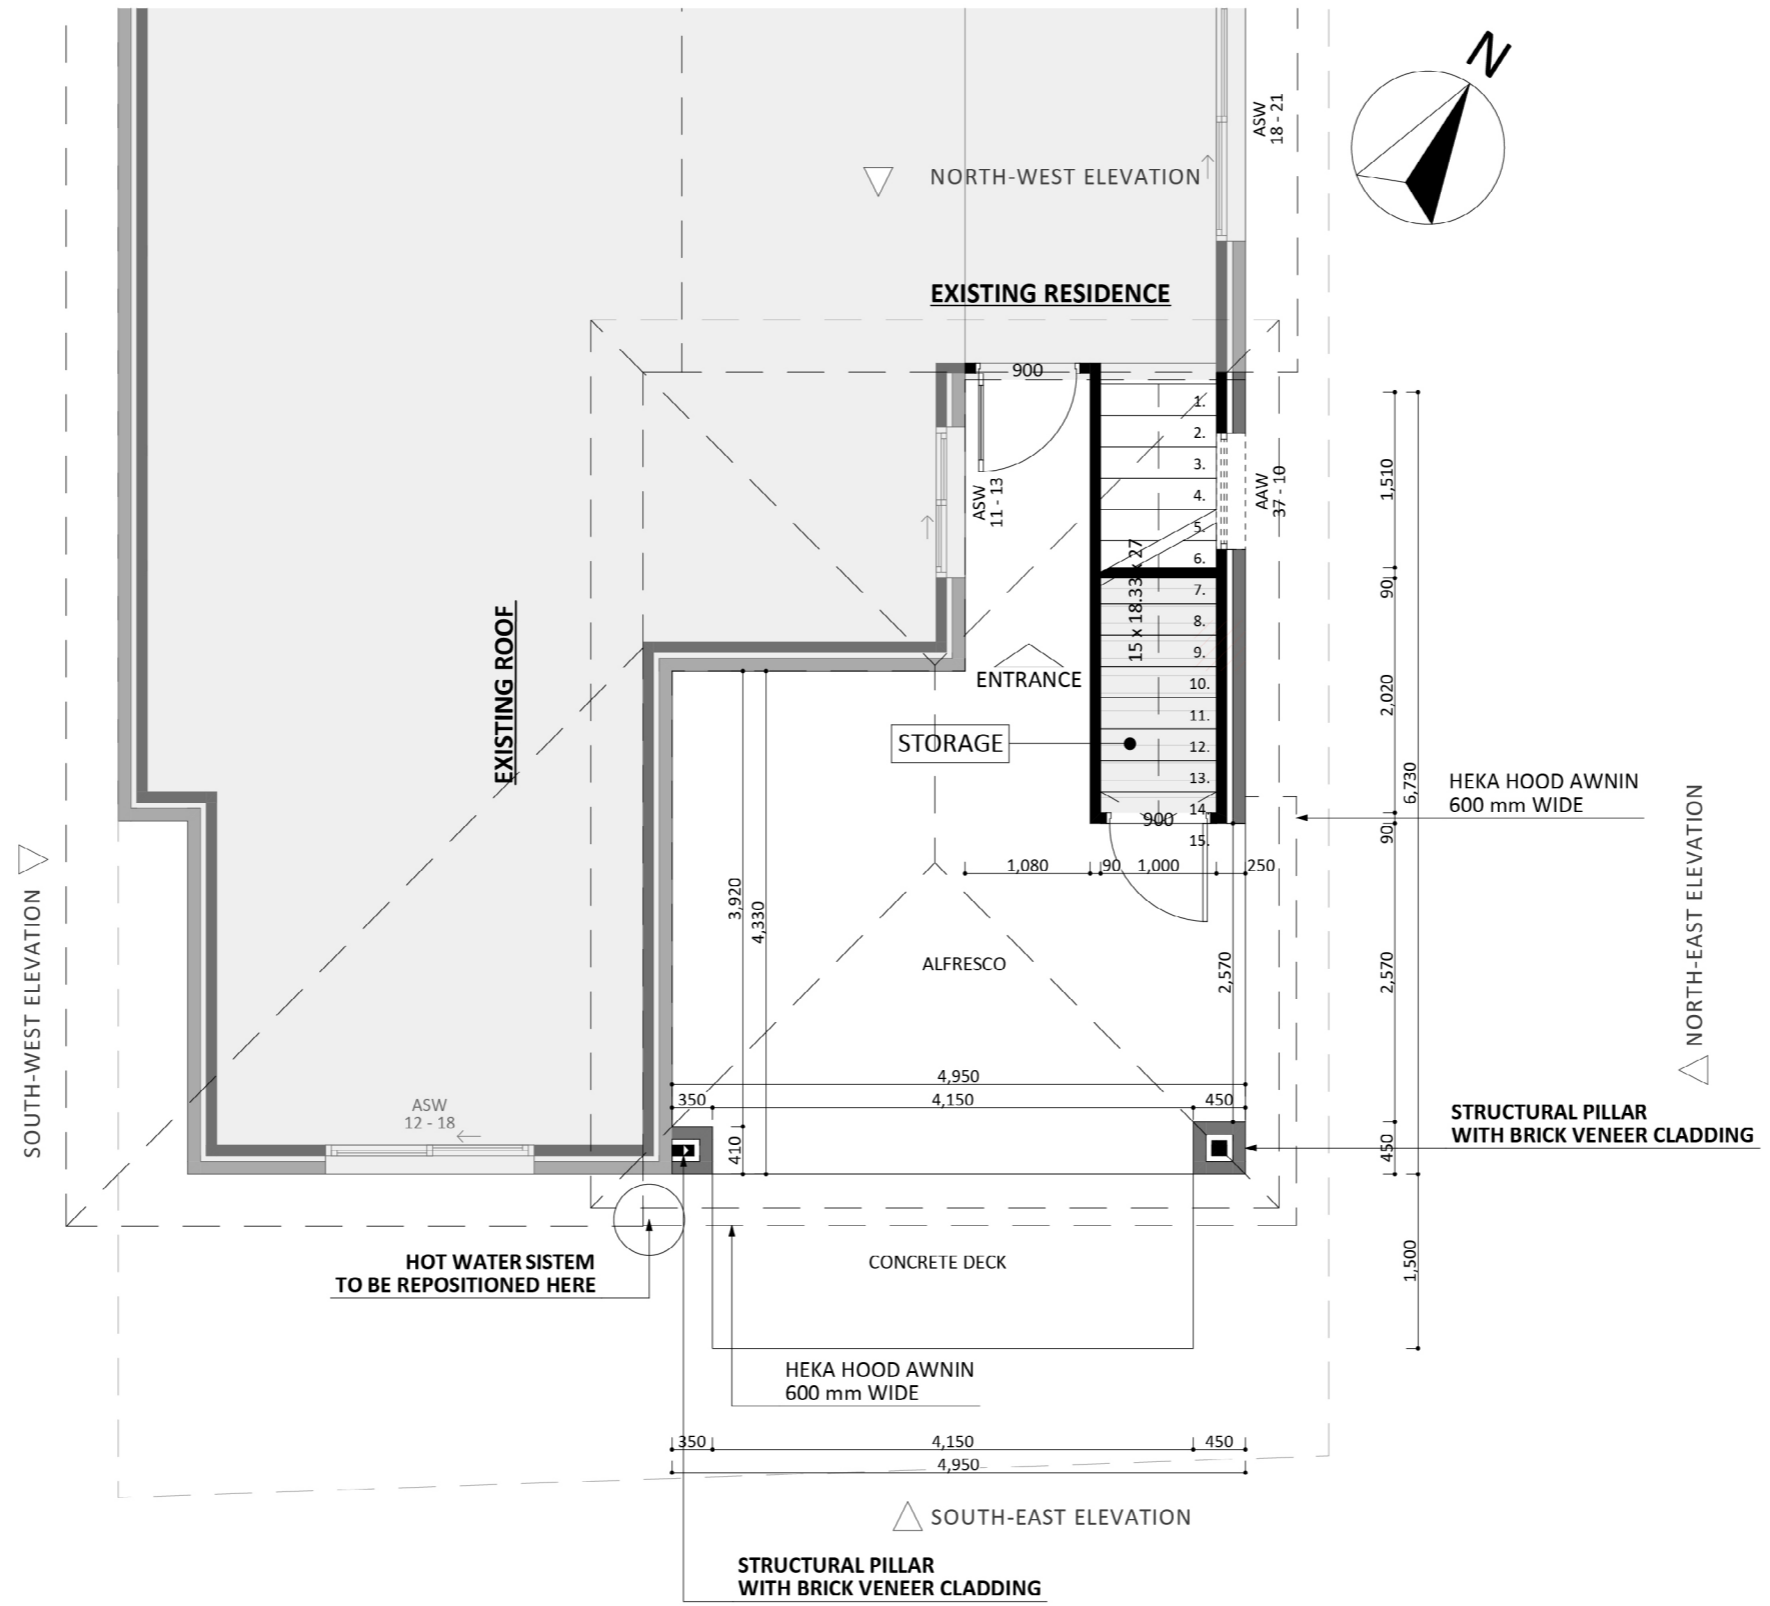 N
ASW
18 - 21
NORTH-WEST ELEVATION
EXISTING RESIDENCE
900
1.
2.
3.
4.
5.
6.
7.
8.
9.
10.
11.
12.
13.
14.
15.
15 x 18.33 x 27
ASW
11 - 13
AAW
37 - 10
1,510
90
2,020
90
2,570
450
6,730
1,500
EXISTING ROOF
ENTRANCE
STORAGE
900
HEKA HOOD AWNIN
600 mm WIDE
NORTH-EAST ELEVATION
SOUTH-WEST ELEVATION
1,080
90
1,000
250
3,920
4,330
2,570
ALFRESCO
4,950
350
4,150
450
410
ASW
12 - 18
STRUCTURAL PILLAR
WITH BRICK VENEER CLADDING
HOT WATER SISTEM
TO BE REPOSITIONED HERE
CONCRETE DECK
HEKA HOOD AWNIN
600 mm WIDE
350
4,150
450
4,950
SOUTH-EAST ELEVATION
STRUCTURAL PILLAR
WITH BRICK VENEER CLADDING